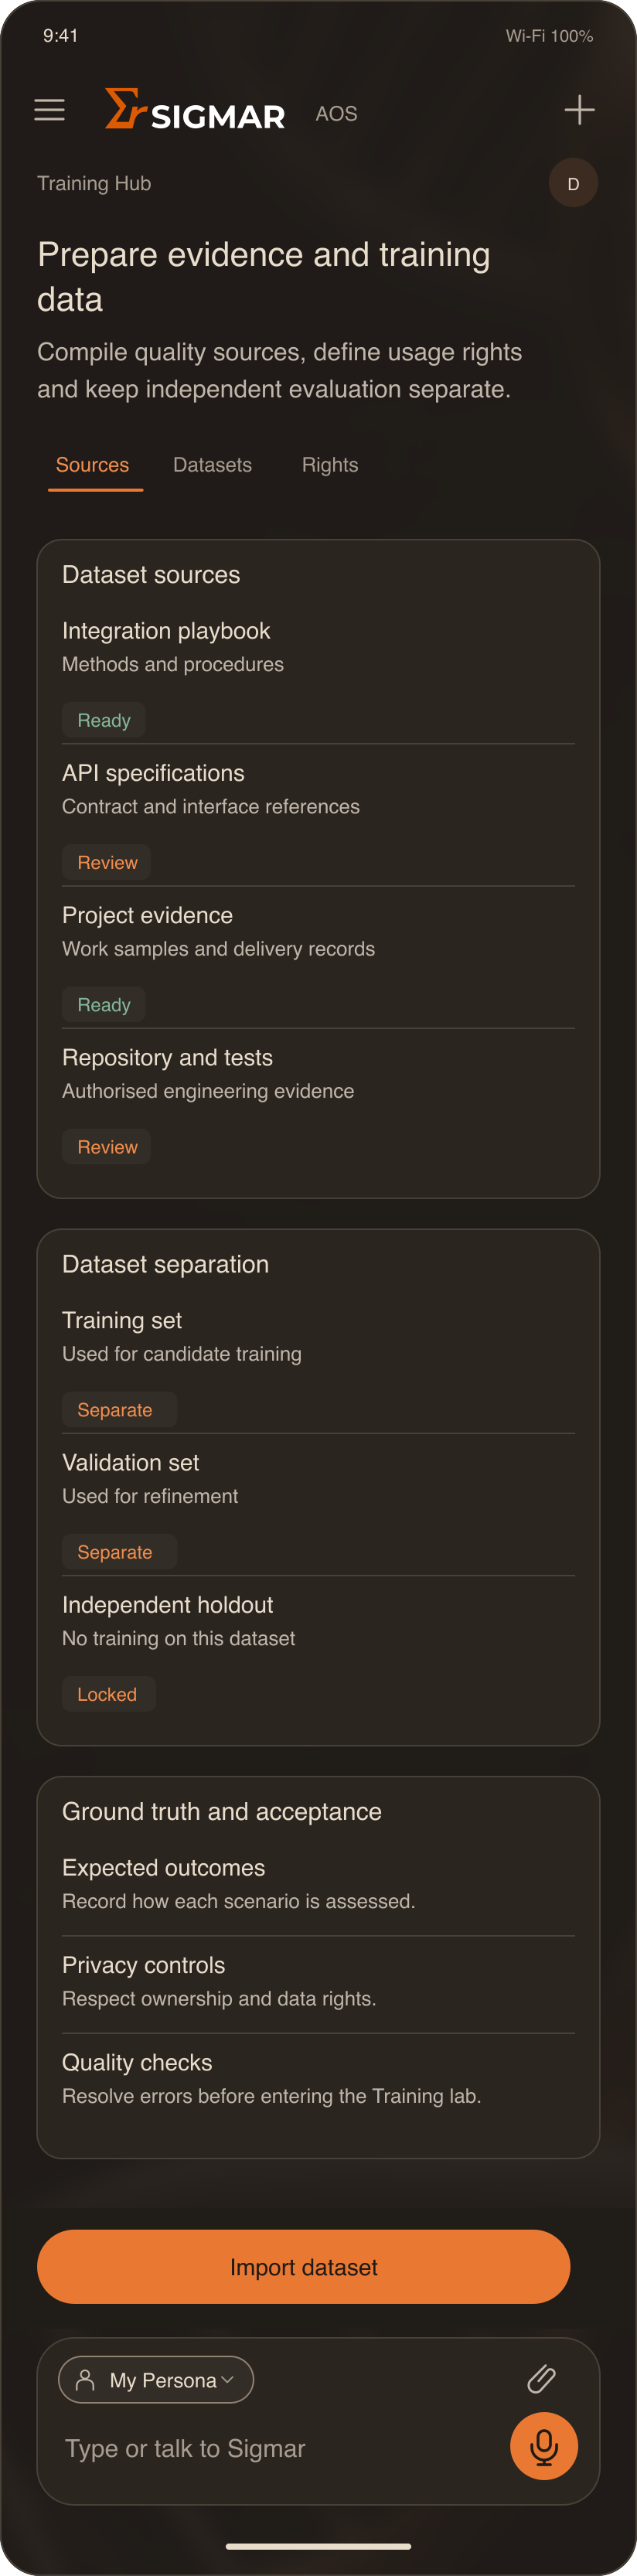 9:41
Wi-Fi 100%
Σr SIGMAR AOS
Training Hub
D
Prepare evidence and training
data
Compile quality sources, define usage rights
and keep independent evaluation separate.
Sources Datasets Rights
Dataset sources
Integration playbook
Methods and procedures
Ready
API specifications
Contract and interface references
Review
Project evidence
Work samples and delivery records
Ready
Repository and tests
Authorised engineering evidence
Review
Dataset separation
Training set
Used for candidate training
Separate
Validation set
Used for refinement
Separate
Independent holdout
No training on this dataset
Locked
Ground truth and acceptance
Expected outcomes
Record how each scenario is assessed.
Privacy controls
Respect ownership and data rights.
Quality checks
Resolve errors before entering the Training lab.
Import dataset
My Persona
Type or talk to Sigmar